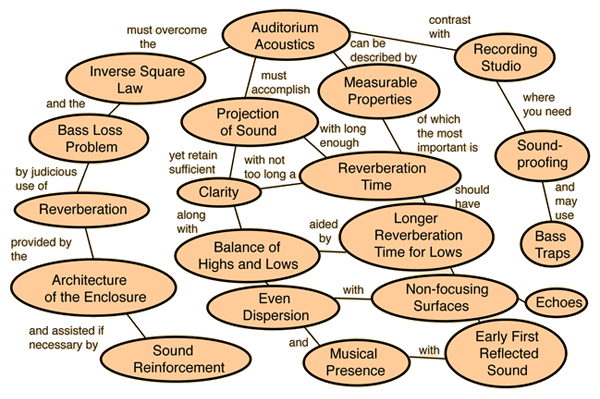 Auditorium
Acoustics
must overcome
the
can be
described by
contrast
with
Recording
Studio
Inverse Square
Law
must
accomplish
Measurable
Properties
where
you need
and the
Projection
of Sound
with long
enough
of which
the most
important is
Bass Loss
Problem
Sound-
proofing
yet retain
sufficient
with not
too long a
Reverberation
Time
by judicious
use of
Clarity
should
have
and
may
use
Reverberation
along
with
aided
by
Longer
Reverberation
Time for Lows
provided by
the
Balance of
Highs and Lows
Bass
Traps
Architecture
of the Enclosure
Even
Dispersion
with
Non-focusing
Surfaces
Echoes
and assisted if
necessary by
and
Musical
Presence
with
Early First
Reflected
Sound
Sound
Reinforcement